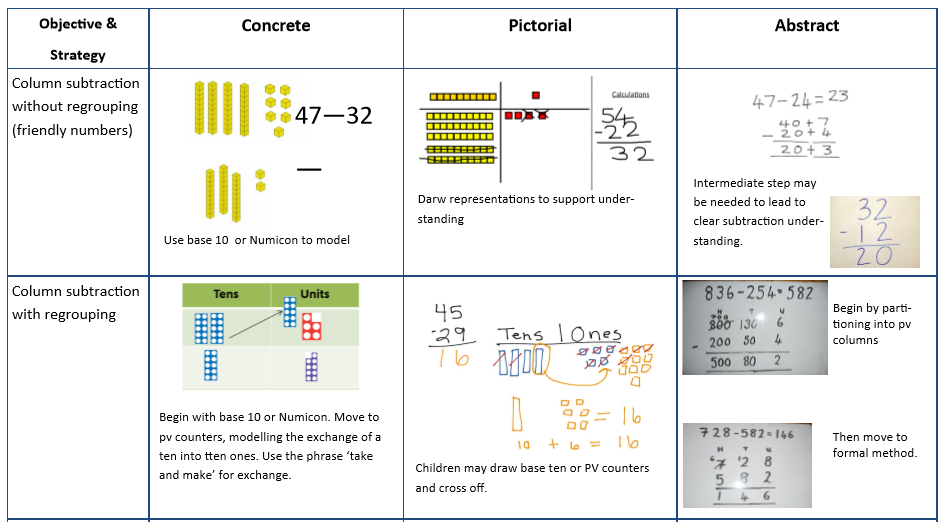 Objective &
Strategy
Concrete
Pictorial
Abstract
Column subtraction
without regrouping
(friendly numbers)
47—32
—
Use base 10 or Numicon to model
Calculations
54
-22
32
Darw representations to support under-
standing
47-24=23
40+7
- 20+4
20+3
Intermediate step may
be needed to lead to
clear subtraction under-
standing.
32
- 12
20
Column subtraction
with regrouping
Tens Units
Begin with base 10 or Numicon. Move to
pv counters, modelling the exchange of a
ten into tten ones. Use the phrase ‘take
and make’ for exchange.
45
-29
16
Tens | Ones
= 16
10 + 6 = 16
Children may draw base ten or PV counters
and cross off.
836-254=582
H T U
700
800 130 6
- 200 50 4
500 80 2
Begin by parti-
tioning into pv
columns
728-582=146
H T U
6 7 12 8
5 8 2
1 4 6
Then move to
formal method.